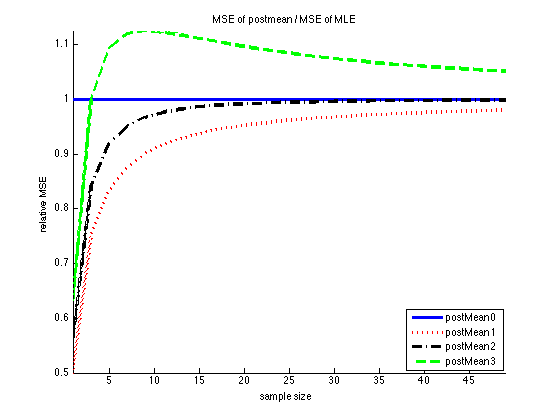 MSE of postmean / MSE of MLE
relative MSE
1.1
1
0.9
0.8
0.7
0.6
0.5
5
10
15
20
25
30
35
40
45
sample size
postMean0
postMean1
postMean2
postMean3